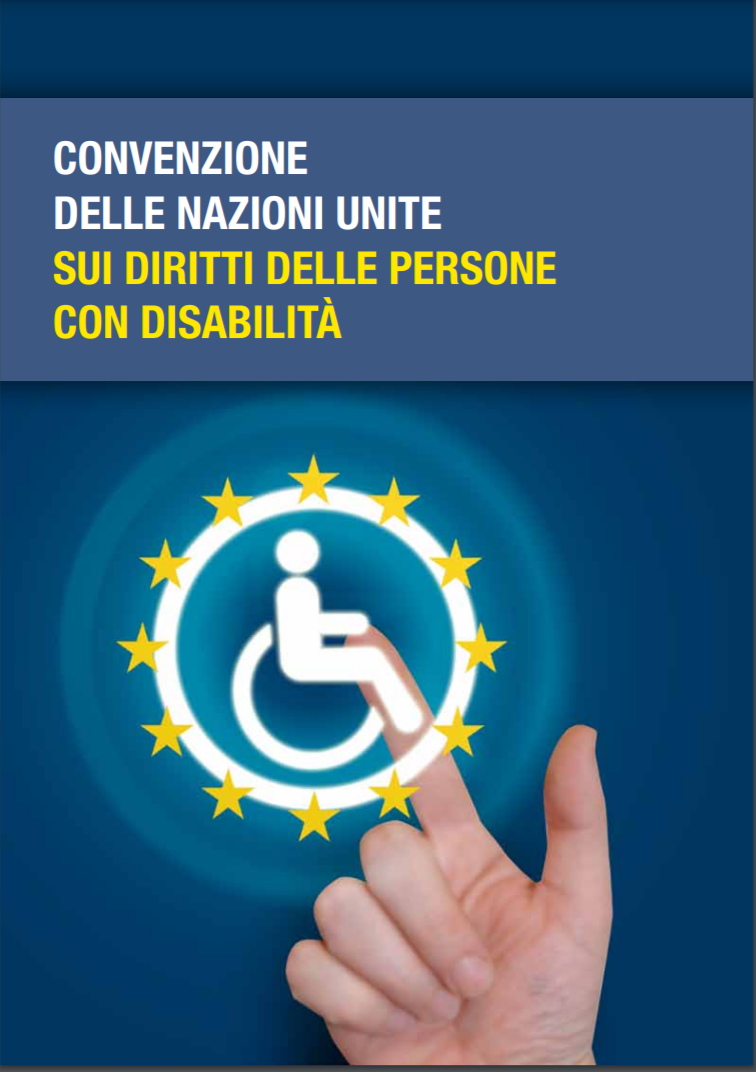 CONVENZIONE
DELLE NAZIONI UNITE
SUI DIRITTI DELLE PERSONE
CON DISABILITÀ